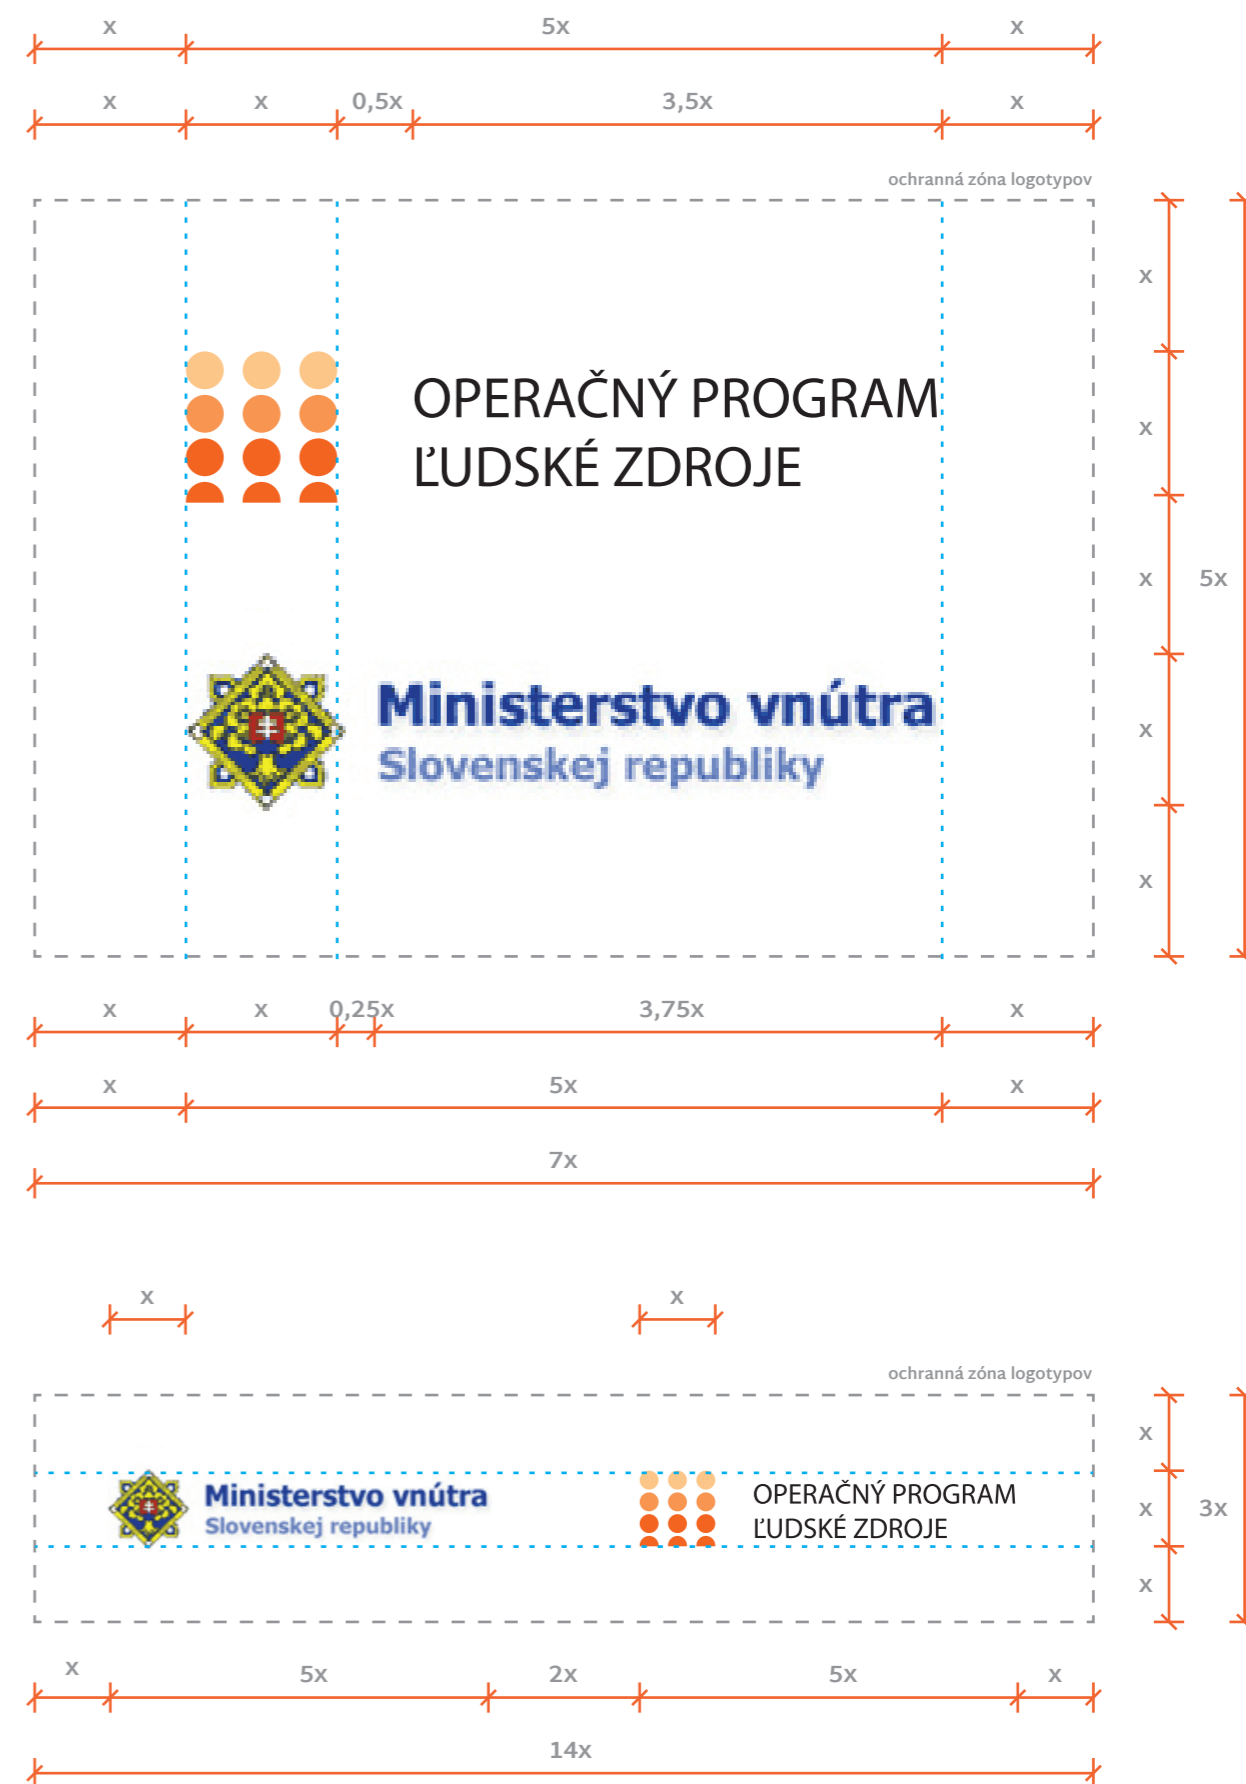 x 5x x
x x 0,5x 3,5x x
ochranná zóna logotypov
x
OPERAČNÝ PROGRAM
x
ĽUDSKÉ ZDROJE
x 5x
Ministerstvo vnútra
x
Slovenskej republiky
x
x x 0,25x 3,75x x
x 5x x
7x
x x
ochranná zóna logotypov
x
Ministerstvo vnútra OPERAČNÝ PROGRAM
x 3x
Slovenskej republiky ĽUDSKÉ ZDROJE
x
x 5x 2x 5x x
14x